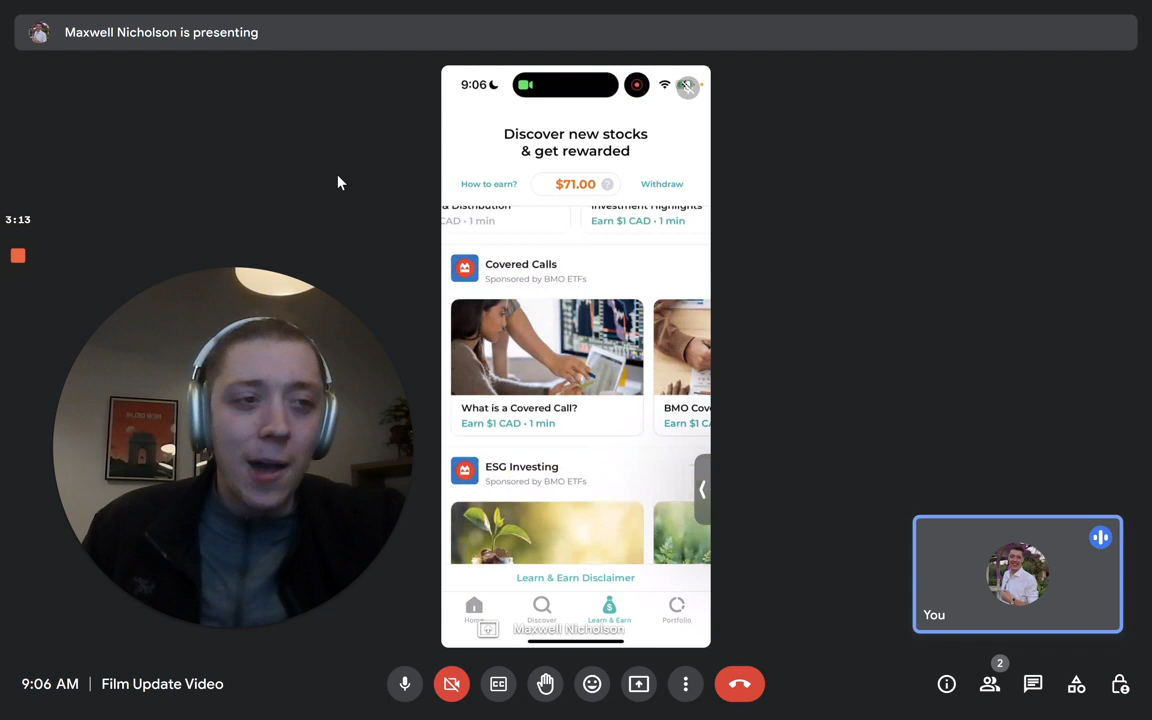 Maxwell Nicholson is presenting
9:06
Discover new stocks
& get rewarded
How to earn?
$71.00
?
Withdraw
& Distribution
CAD • 1 min
Investment Highlights
Earn $1 CAD • 1 min
3:13
Covered Calls
Sponsored by BMO ETFs
What is a Covered Call?
Earn $1 CAD • 1 min
BMO Cov
Earn $1 C
ESG Investing
Sponsored by BMO ETFs
Learn & Earn Disclaimer
Home
Discover
Learn & Earn
Portfolio
Maxwell Nicholson
You
9:06 AM | Film Update Video
2